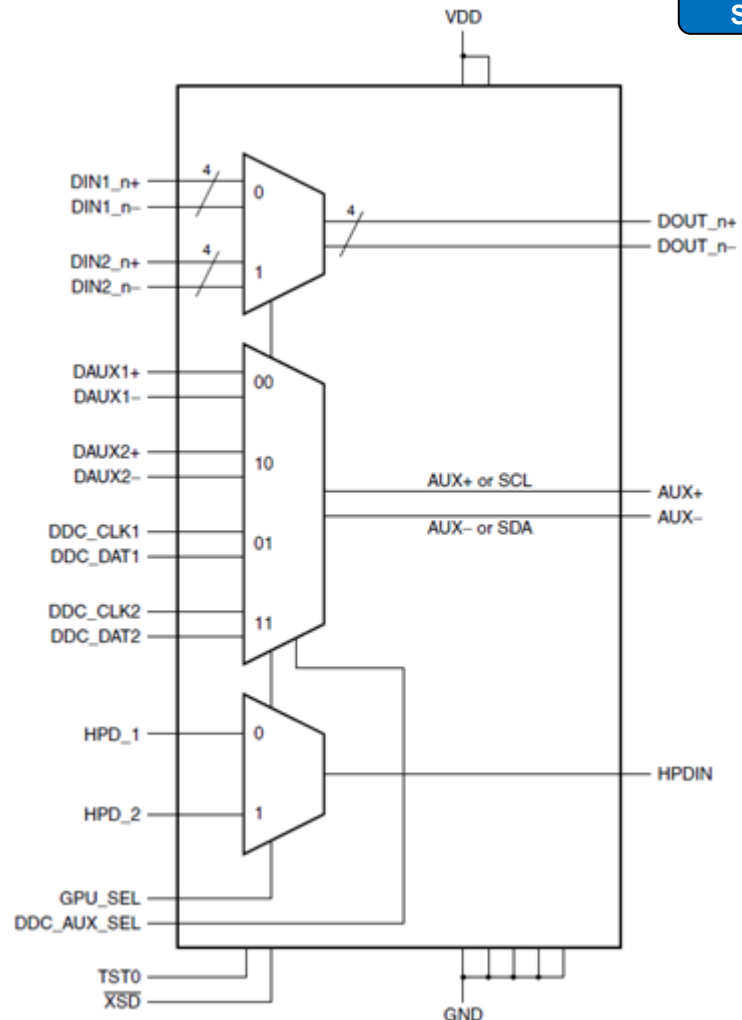 S
VDD
DIN1_n+
DIN1_n−
4
0
DIN2_n+
DIN2_n−
4
1
4
DOUT_n+
DOUT_n−
DAUX1+
DAUX1−
00
DAUX2+
DAUX2−
10
DDC_CLK1
DDC_DAT1
01
DDC_CLK2
DDC_DAT2
11
AUX+ or SCL
AUX− or SDA
AUX+
AUX−
HPD_1
0
HPD_2
1
HPDIN
GPU_SEL
DDC_AUX_SEL
TST0
XSD
GND